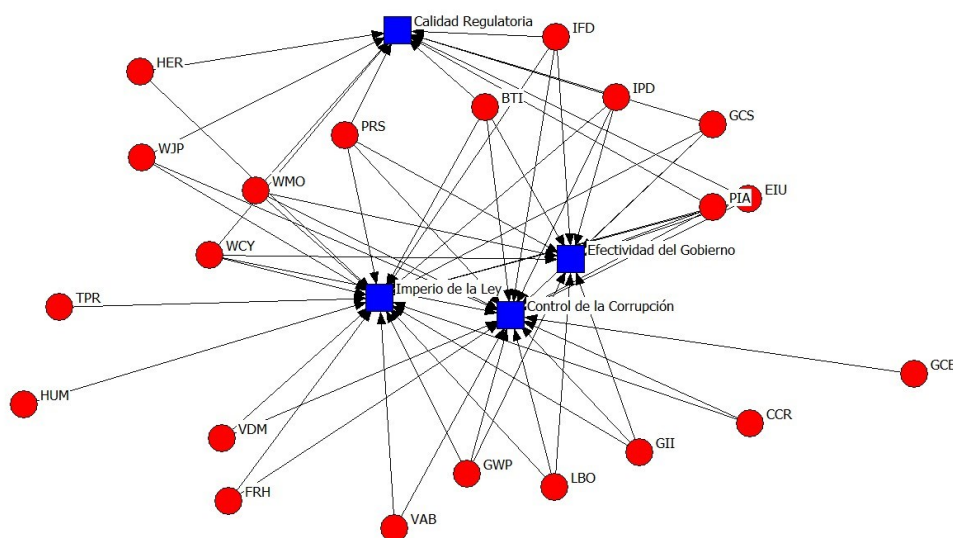 Calidad Regulatoria
IFD
HER
BTI
IPD
GCS
PRS
WJP
WMO
PIA
EIU
WCY
Efectividad del Gobierno
Imperio de la Ley
TPR
Control de la Corrupción
GCB
HUM
CCR
VDM
GII
GWP
LBO
FRH
VAB